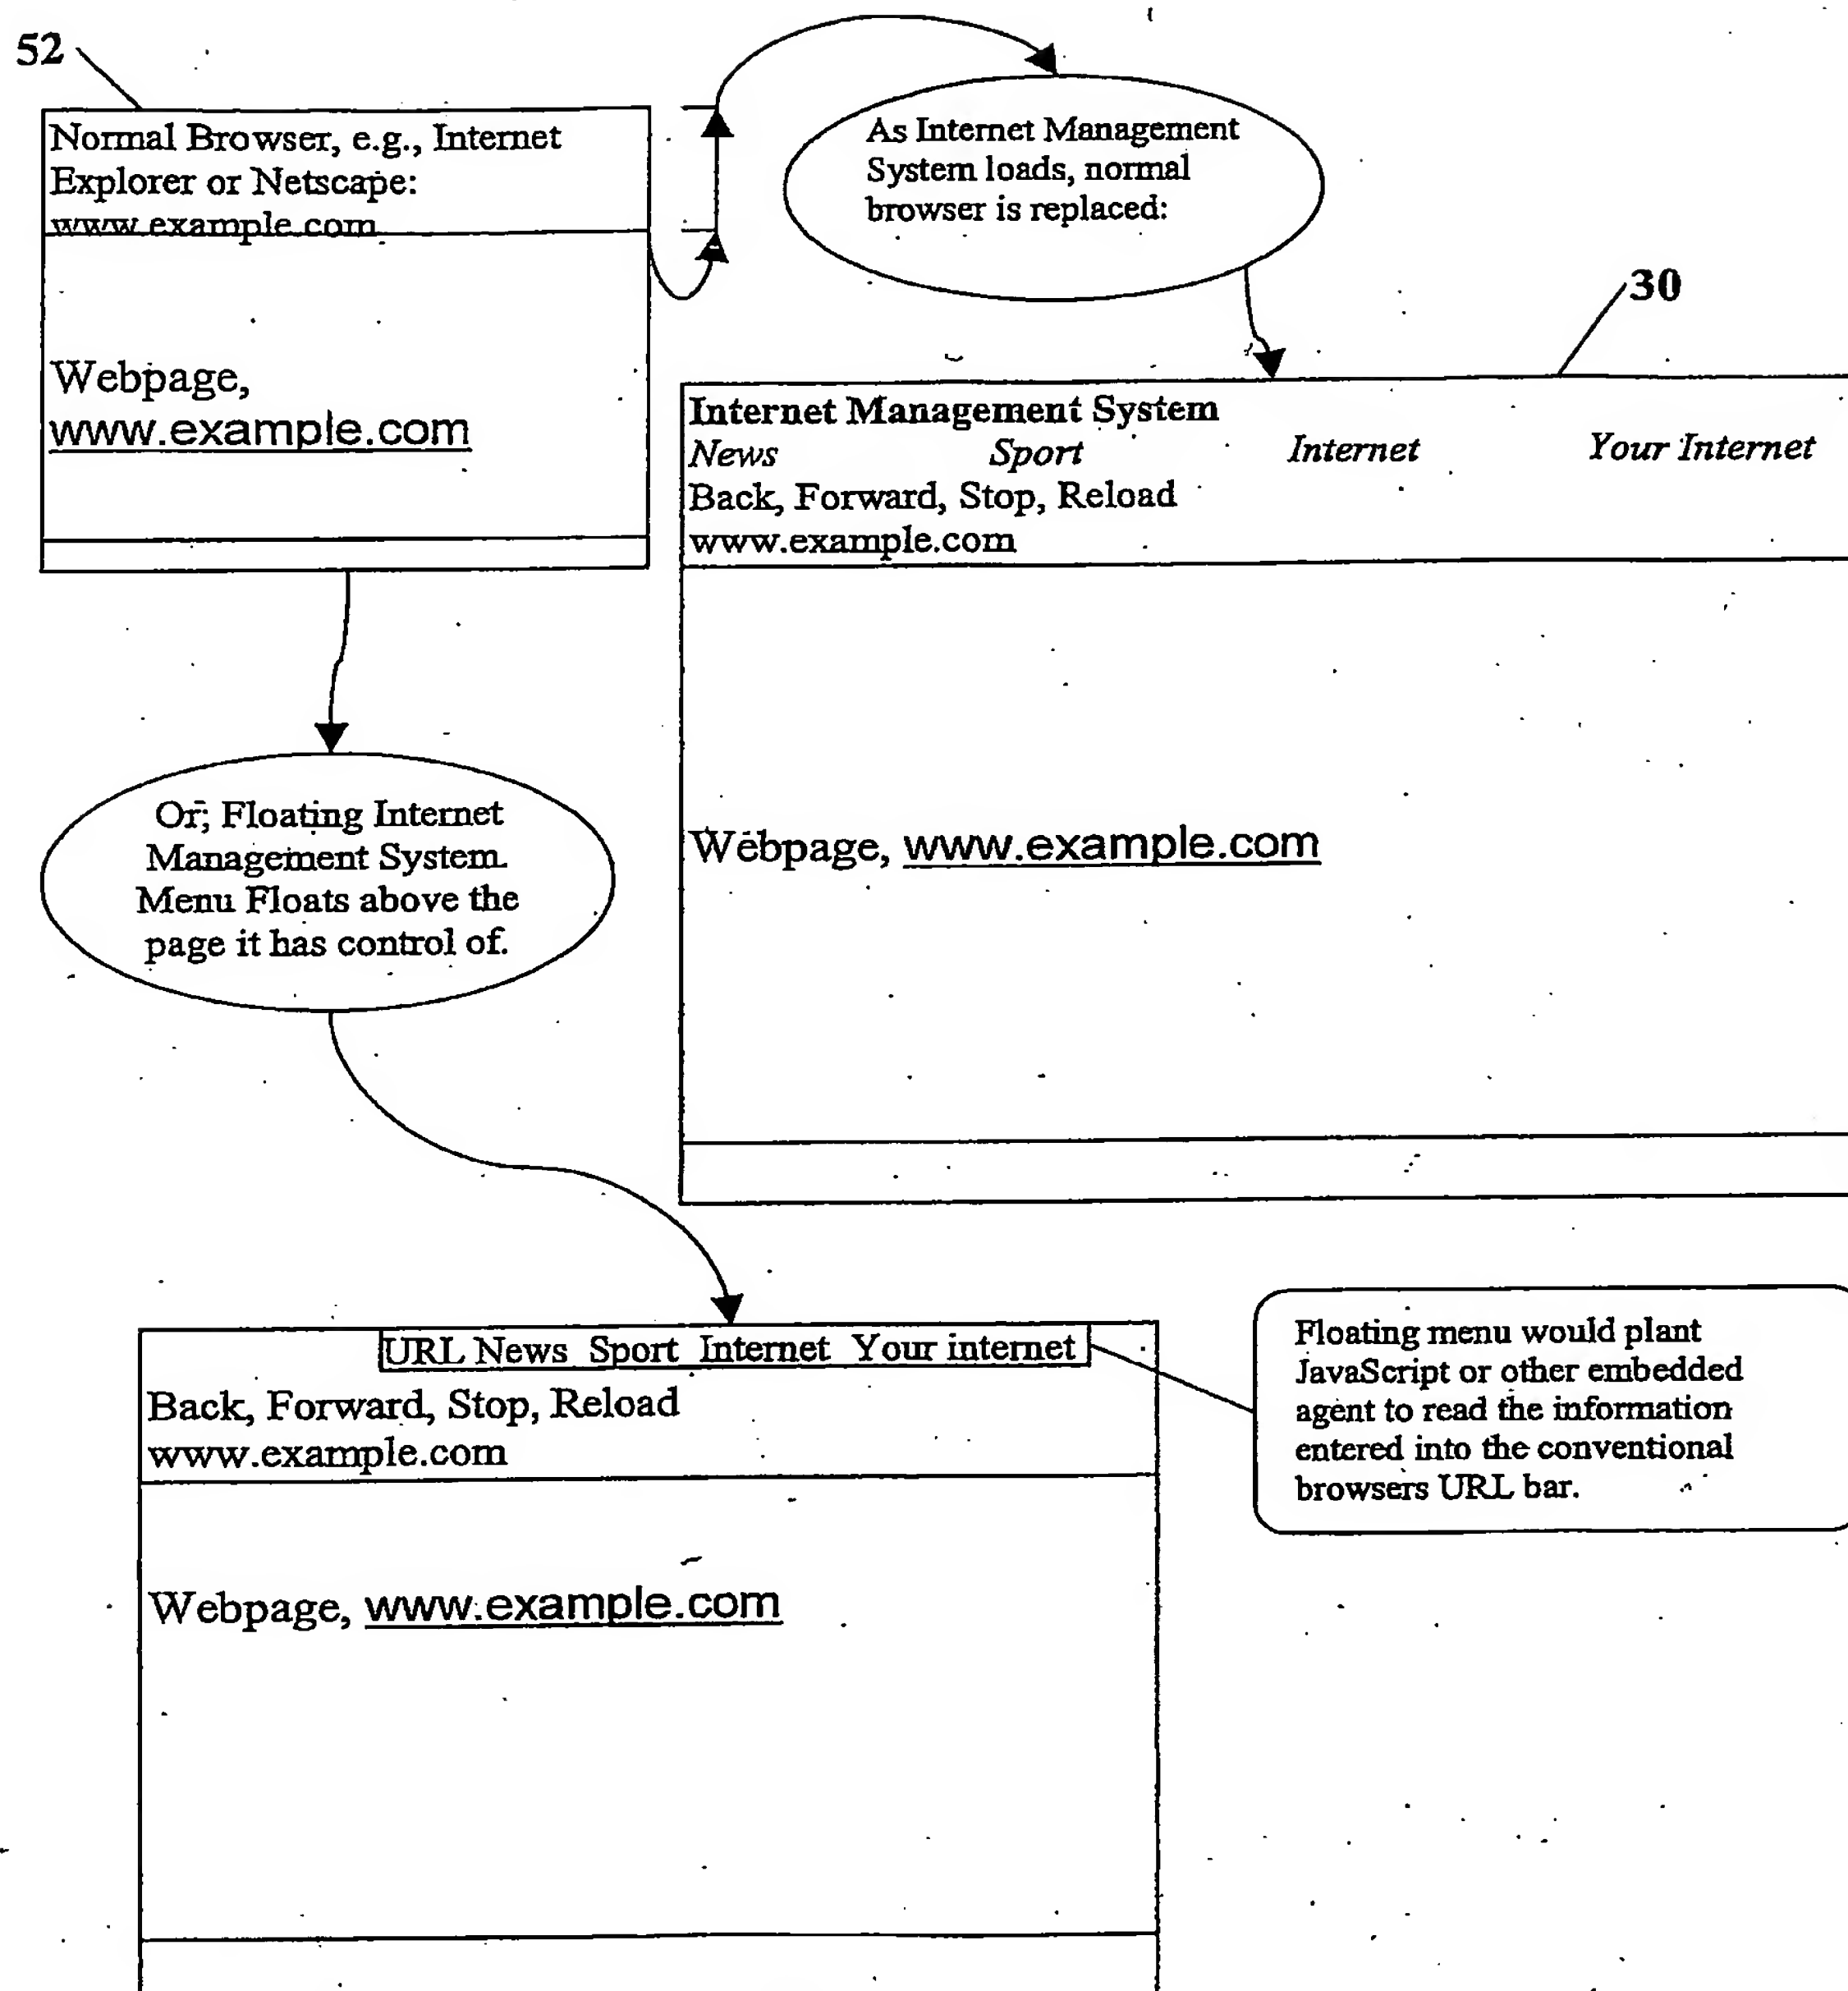 52
Normal Browser, e.g., Internet
Explorer or Netscape:
www.example.com
Webpage,
www.example.com
As Internet Management
System loads, normal
browser is replaced:
30
Internet Management System
News Sport Internet Your Internet
Back, Forward, Stop, Reload
www.example.com
Webpage, www.example.com
Or; Floating Internet
Management System.
Menu Floats above the
page it has control of.
URL News Sport Internet Your internet
Back, Forward, Stop, Reload
www.example.com
Webpage, www.example.com
Floating menu would plant
JavaScript or other embedded
agent to read the information
entered into the conventional
browsers URL bar.